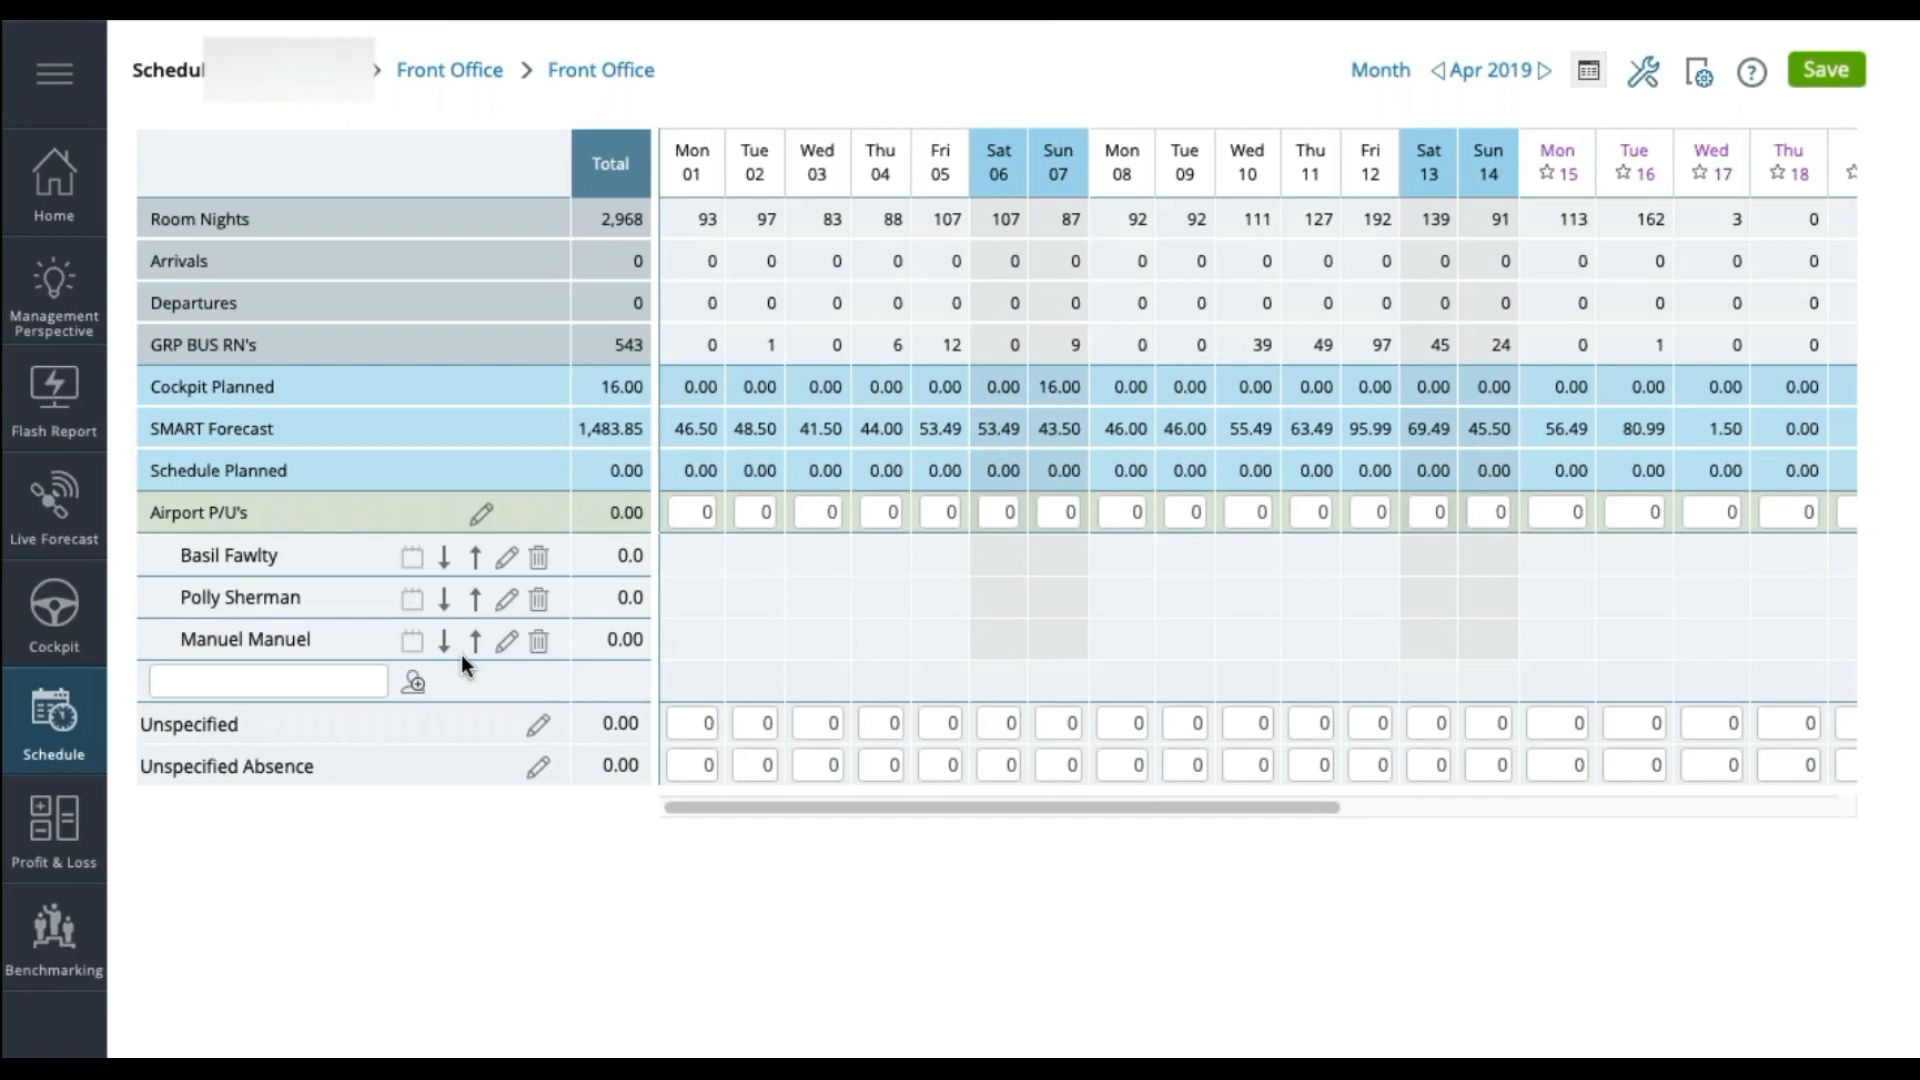 Schedul > Front Office > Front Office
Month Apr 2019 Save
Home
Management Perspective
Flash Report
Live Forecast
Cockpit
Schedule
Profit & Loss
Benchmarking
Total Mon Tue Wed Thu Fri Sat Sun Mon Tue Wed Thu Fri Sat Sun Mon Tue Wed Thu
01 02 03 04 05 06 07 08 09 10 11 12 13 14 15 16 17 18
Room Nights 2,968 93 97 83 88 107 107 87 92 92 111 127 192 139 91 113 162 3 0
Arrivals 0 0 0 0 0 0 0 0 0 0 0 0 0 0 0 0 0 0 0
Departures 0 0 0 0 0 0 0 0 0 0 0 0 0 0 0 0 0 0 0
GRP BUS RN's 543 0 1 0 6 12 0 9 0 0 39 49 97 45 24 0 1 0 0
Cockpit Planned 16.00 0.00 0.00 0.00 0.00 0.00 0.00 16.00 0.00 0.00 0.00 0.00 0.00 0.00 0.00 0.00 0.00 0.00 0.00
SMART Forecast 1,483.85 46.50 48.50 41.50 44.00 53.49 53.49 43.50 46.00 46.00 55.49 63.49 95.99 69.49 45.50 56.49 80.99 1.50 0.00
Schedule Planned 0.00 0.00 0.00 0.00 0.00 0.00 0.00 0.00 0.00 0.00 0.00 0.00 0.00 0.00 0.00 0.00 0.00 0.00 0.00
Airport P/U's 0.00 0 0 0 0 0 0 0 0 0 0 0 0 0 0 0 0 0 0
Basil Fawlty 0.0
Polly Sherman 0.0
Manuel Manuel 0.00
Unspecified 0.00 0 0 0 0 0 0 0 0 0 0 0 0 0 0 0 0 0 0
Unspecified Absence 0.00 0 0 0 0 0 0 0 0 0 0 0 0 0 0 0 0 0 0